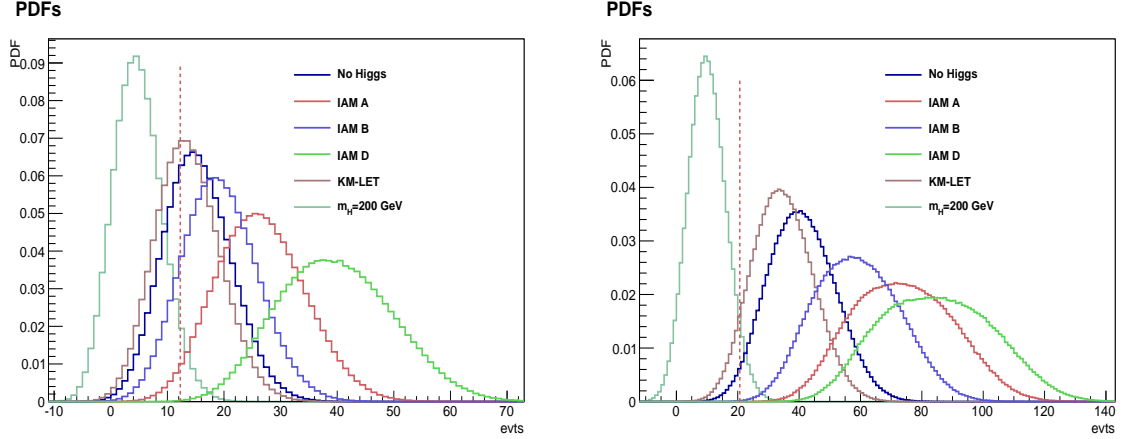 PDFs
PDF
0.09
0.08
0.07
0.06
0.05
0.04
0.03
0.02
0.01
0
-10 0 10 20 30 40 50 60 70
evts
No Higgs
IAM A
IAM B
IAM D
KM-LET
m_H=200 GeV
PDFs
PDF
0.06
0.05
0.04
0.03
0.02
0.01
0
0 20 40 60 80 100 120 140
evts
No Higgs
IAM A
IAM B
IAM D
KM-LET
m_H=200 GeV